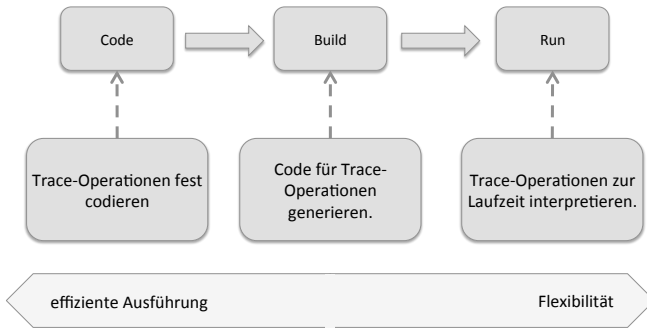 Code
Build
Run
Trace-Operationen fest
codieren
Code für Trace-
Operationen
generieren.
Trace-Operationen zur
Laufzeit interpretieren.
effiziente Ausführung
Flexibilität